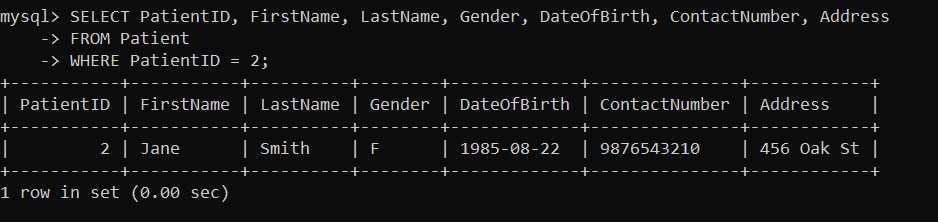 mysql> SELECT PatientID, FirstName, LastName, Gender, DateOfBirth, ContactNumber, Address
    -> FROM Patient
    -> WHERE PatientID = 2;
+-----------+-----------+----------+--------+-------------+---------------+------------+
| PatientID | FirstName | LastName | Gender | DateOfBirth | ContactNumber | Address    |
+-----------+-----------+----------+--------+-------------+---------------+------------+
|         2 | Jane      | Smith    | F      | 1985-08-22  | 9876543210    | 456 Oak St |
+-----------+-----------+----------+--------+-------------+---------------+------------+
1 row in set (0.00 sec)